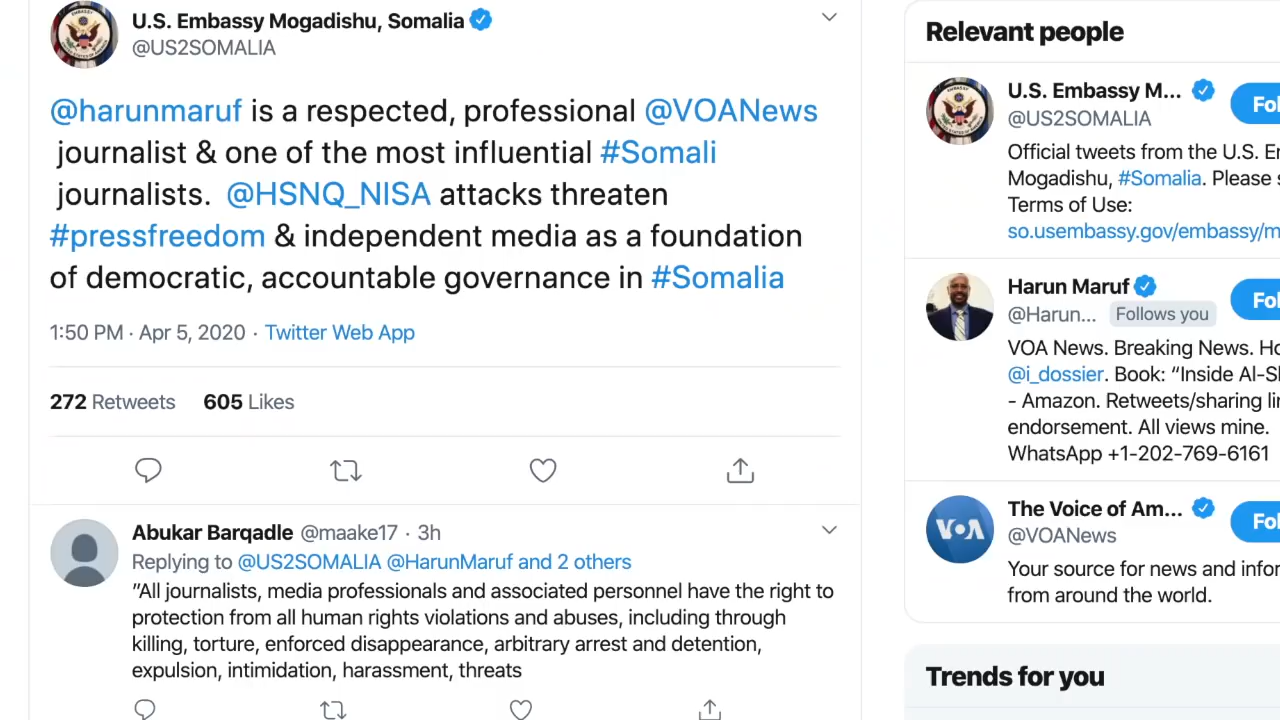 U.S. Embassy Mogadishu, Somalia
@US2SOMALIA
@harunmaruf is a respected, professional @VOANews
journalist & one of the most influential #Somali
journalists. @HSNQ_NISA attacks threaten
#pressfreedom & independent media as a foundation
of democratic, accountable governance in #Somalia
1:50 PM · Apr 5, 2020 · Twitter Web App
272 Retweets 605 Likes
Abukar Barqadle @maake17 · 3h
Replying to @US2SOMALIA @HarunMaruf and 2 others
"All journalists, media professionals and associated personnel have the right to
protection from all human rights violations and abuses, including through
killing, torture, enforced disappearance, arbitrary arrest and detention,
expulsion, intimidation, harassment, threats
Relevant people
U.S. Embassy M...
@US2SOMALIA
Official tweets from the U.S.
Mogadishu, #Somalia. Please
Terms of Use:
so.usembassy.gov/embassy/m
Harun Maruf
@Harun... Follows you
VOA News. Breaking News.
@i_dossier. Book: “Inside
- Amazon. Retweets/sharing
endorsement. All views mine.
WhatsApp +1-202-769-6161
VOA
The Voice of Am...
@VOANews
Your source for news and
from around the world.
Trends for you